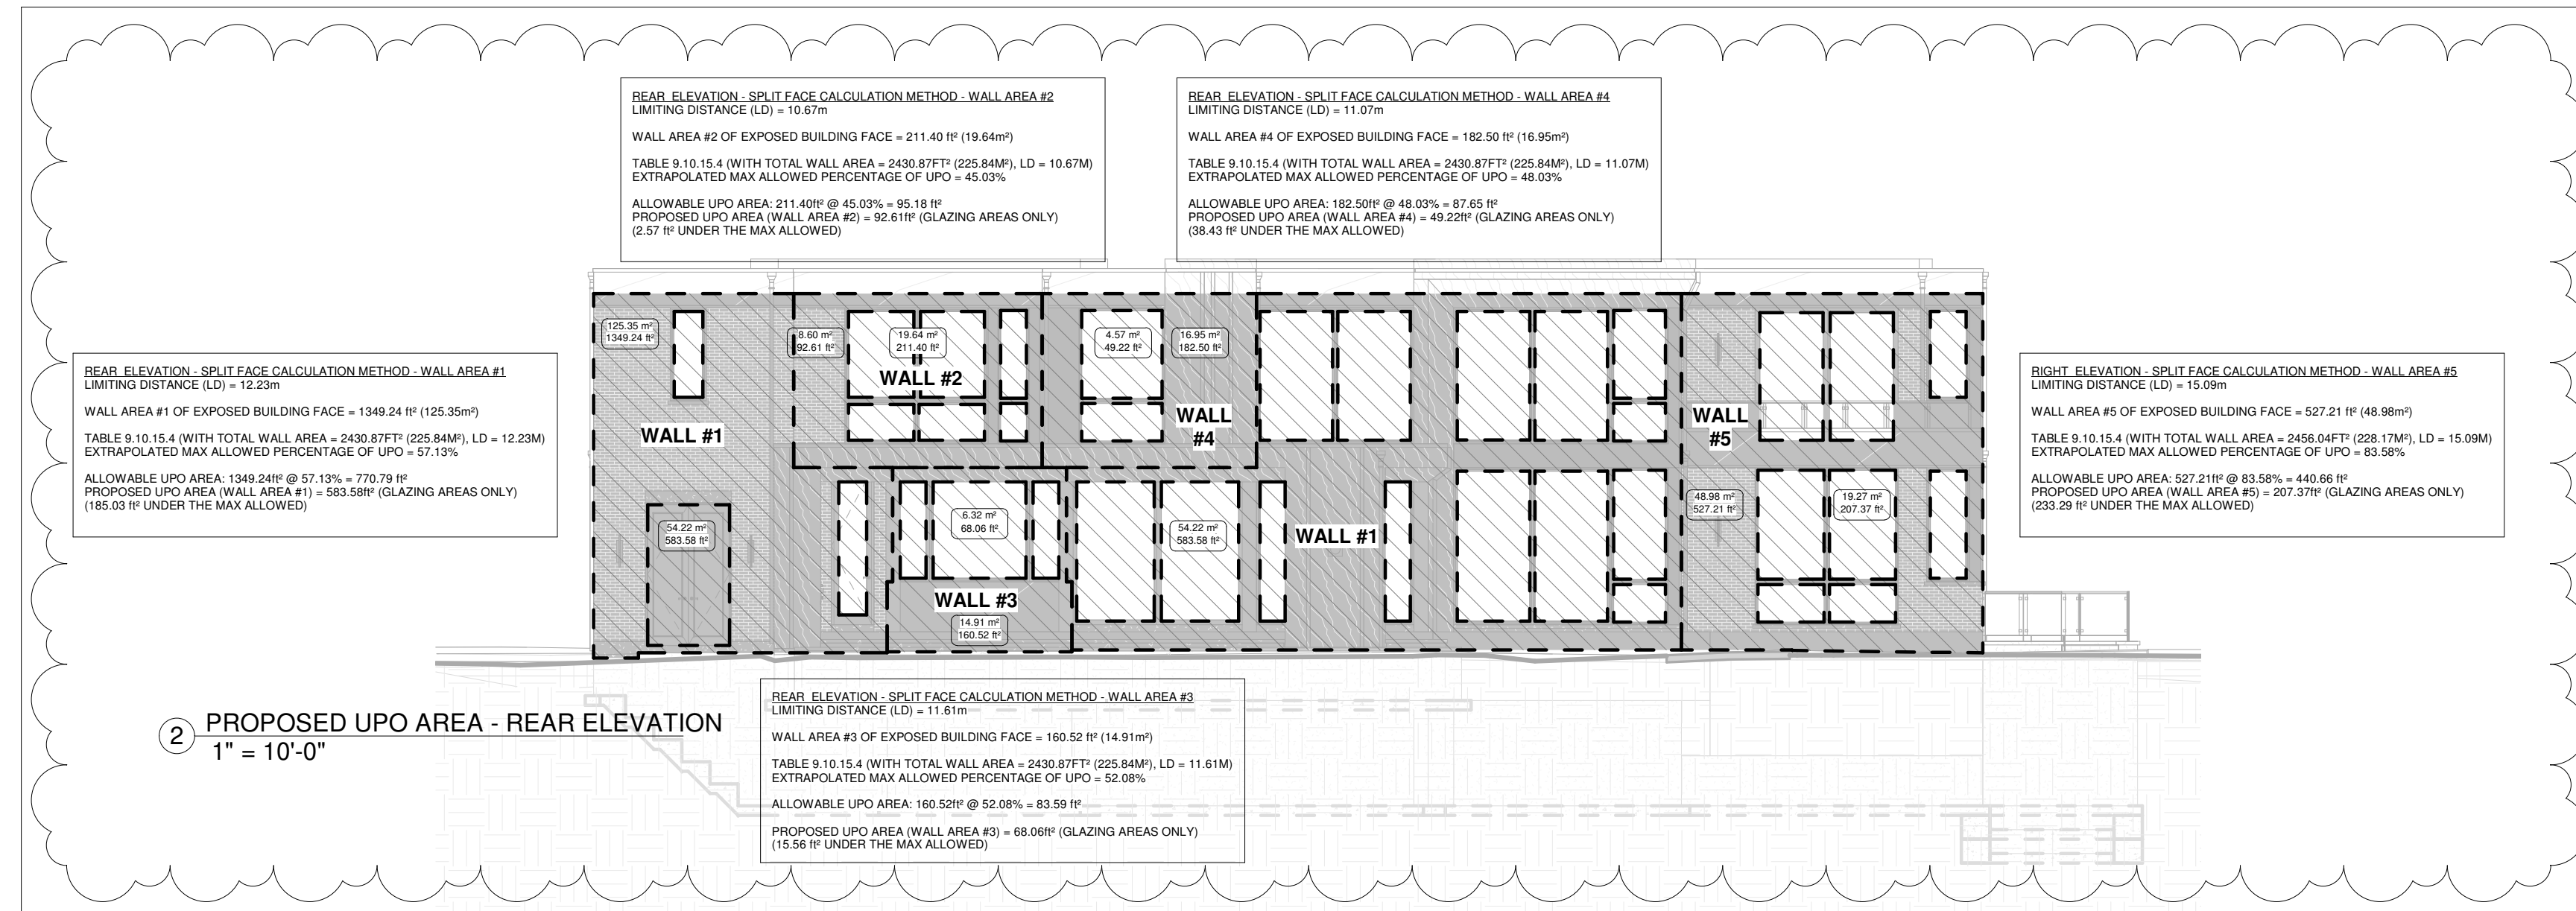 REAR ELEVATION - SPLIT FACE CALCULATION METHOD - WALL AREA #2
LIMITING DISTANCE (LD) = 10.67m
WALL AREA #2 OF EXPOSED BUILDING FACE = 211.40 ft² (19.64m²)
TABLE 9.10.15.4 (WITH TOTAL WALL AREA = 2430.87FT² (225.84M²), LD = 10.67M)
EXTRAPOLATED MAX ALLOWED PERCENTAGE OF UPO = 45.03%
ALLOWABLE UPO AREA: 211.40ft² @ 45.03% = 95.18 ft²
PROPOSED UPO AREA (WALL AREA #2) = 92.61ft² (GLAZING AREAS ONLY)
(2.57 ft² UNDER THE MAX ALLOWED)
REAR ELEVATION - SPLIT FACE CALCULATION METHOD - WALL AREA #4
LIMITING DISTANCE (LD) = 11.07m
WALL AREA #4 OF EXPOSED BUILDING FACE = 182.50 ft² (16.95m²)
TABLE 9.10.15.4 (WITH TOTAL WALL AREA = 2430.87FT² (225.84M²), LD = 11.07M)
EXTRAPOLATED MAX ALLOWED PERCENTAGE OF UPO = 48.03%
ALLOWABLE UPO AREA: 182.50ft² @ 48.03% = 87.65 ft²
PROPOSED UPO AREA (WALL AREA #4) = 49.22ft² (GLAZING AREAS ONLY)
(38.43 ft² UNDER THE MAX ALLOWED)
REAR ELEVATION - SPLIT FACE CALCULATION METHOD - WALL AREA #1
LIMITING DISTANCE (LD) = 12.23m
WALL AREA #1 OF EXPOSED BUILDING FACE = 1349.24 ft² (125.35m²)
TABLE 9.10.15.4 (WITH TOTAL WALL AREA = 2430.87FT² (225.84M²), LD = 12.23M)
EXTRAPOLATED MAX ALLOWED PERCENTAGE OF UPO = 57.13%
ALLOWABLE UPO AREA: 1349.24ft² @ 57.13% = 770.79 ft²
PROPOSED UPO AREA (WALL AREA #1) = 583.58ft² (GLAZING AREAS ONLY)
(185.03 ft² UNDER THE MAX ALLOWED)
125.35 m²
1349.24 ft²
8.60 m²
92.61 ft²
19.64 m²
211.40 ft²
4.57 m²
49.22 ft²
16.95 m²
182.50 ft²
WALL #2
WALL #1
WALL
#4
WALL
#5
54.22 m²
583.58 ft²
6.32 m²
68.06 ft²
54.22 m²
583.58 ft²
WALL #1
48.98 m²
527.21 ft²
19.27 m²
207.37 ft²
WALL #3
14.91 m²
160.52 ft²
RIGHT ELEVATION - SPLIT FACE CALCULATION METHOD - WALL AREA #5
LIMITING DISTANCE (LD) = 15.09m
WALL AREA #5 OF EXPOSED BUILDING FACE = 527.21 ft² (48.98m²)
TABLE 9.10.15.4 (WITH TOTAL WALL AREA = 2456.04FT² (228.17M²), LD = 15.09M)
EXTRAPOLATED MAX ALLOWED PERCENTAGE OF UPO = 83.58%
ALLOWABLE UPO AREA: 527.21ft² @ 83.58% = 440.66 ft²
PROPOSED UPO AREA (WALL AREA #5) = 207.37ft² (GLAZING AREAS ONLY)
(233.29 ft² UNDER THE MAX ALLOWED)
REAR ELEVATION - SPLIT FACE CALCULATION METHOD - WALL AREA #3
LIMITING DISTANCE (LD) = 11.61m
WALL AREA #3 OF EXPOSED BUILDING FACE = 160.52 ft² (14.91m²)
TABLE 9.10.15.4 (WITH TOTAL WALL AREA = 2430.87FT² (225.84M²), LD = 11.61M)
EXTRAPOLATED MAX ALLOWED PERCENTAGE OF UPO = 52.08%
ALLOWABLE UPO AREA: 160.52ft² @ 52.08% = 83.59 ft²
PROPOSED UPO AREA (WALL AREA #3) = 68.06ft² (GLAZING AREAS ONLY)
(15.56 ft² UNDER THE MAX ALLOWED)
2 PROPOSED UPO AREA - REAR ELEVATION
1" = 10'-0"